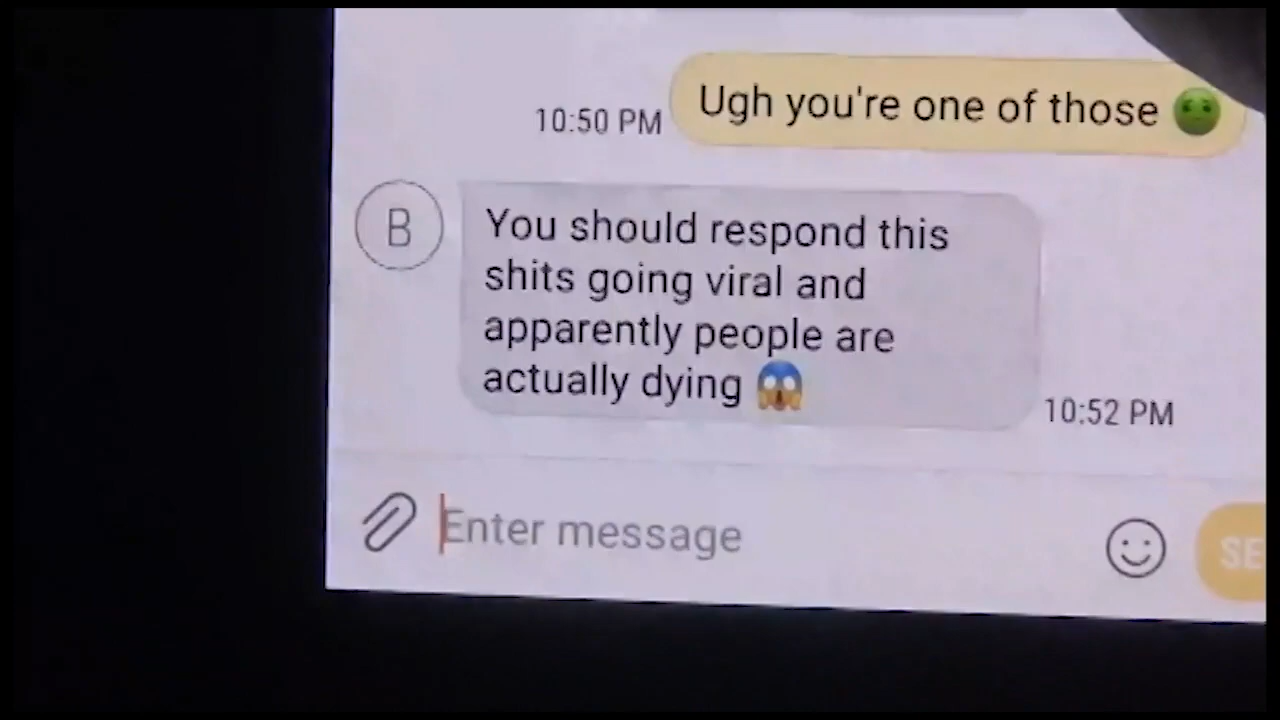 Ugh you're one of those 🤢
10:50 PM
B
You should respond this
shits going viral and
apparently people are
actually dying 😱
10:52 PM
Enter message
SE